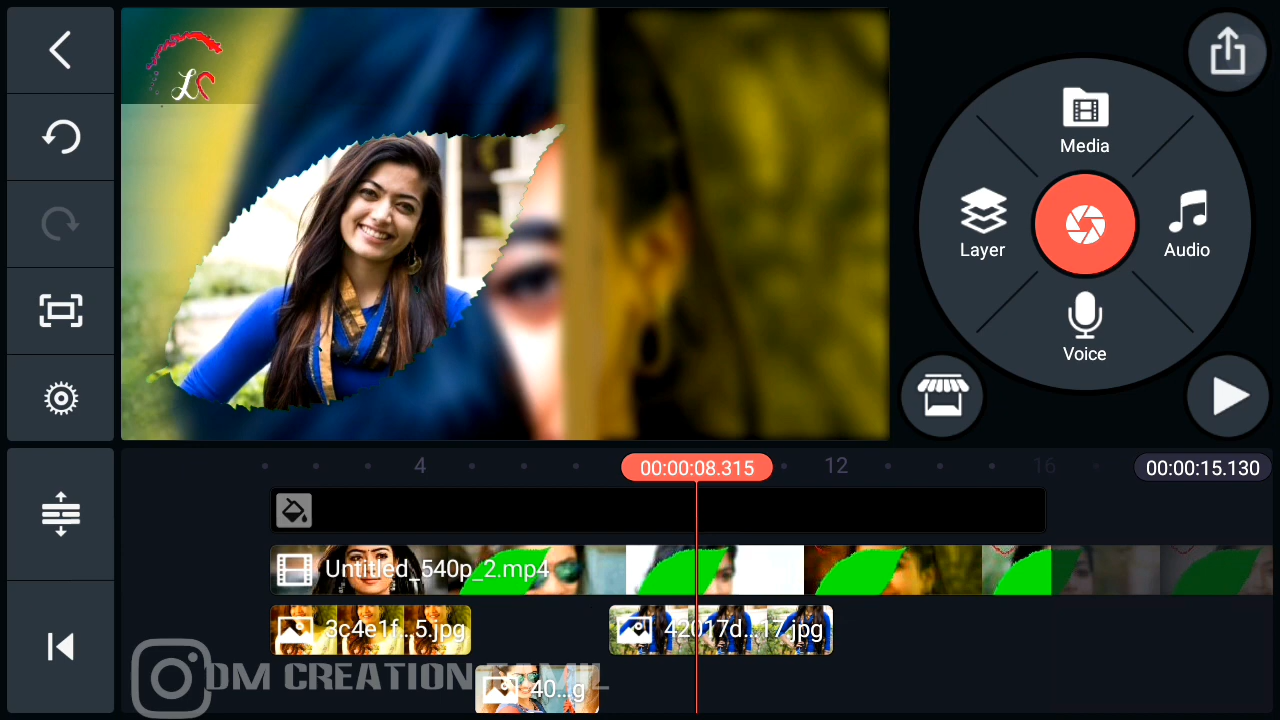 Media
Layer
Audio
Voice
4
00:00:08.315
12
16
00:00:15.130
Untitled_540p_2.mp4
3c4e1f...5.jpg
42017d...17.jpg
DM CREATION TAMIL
40...g